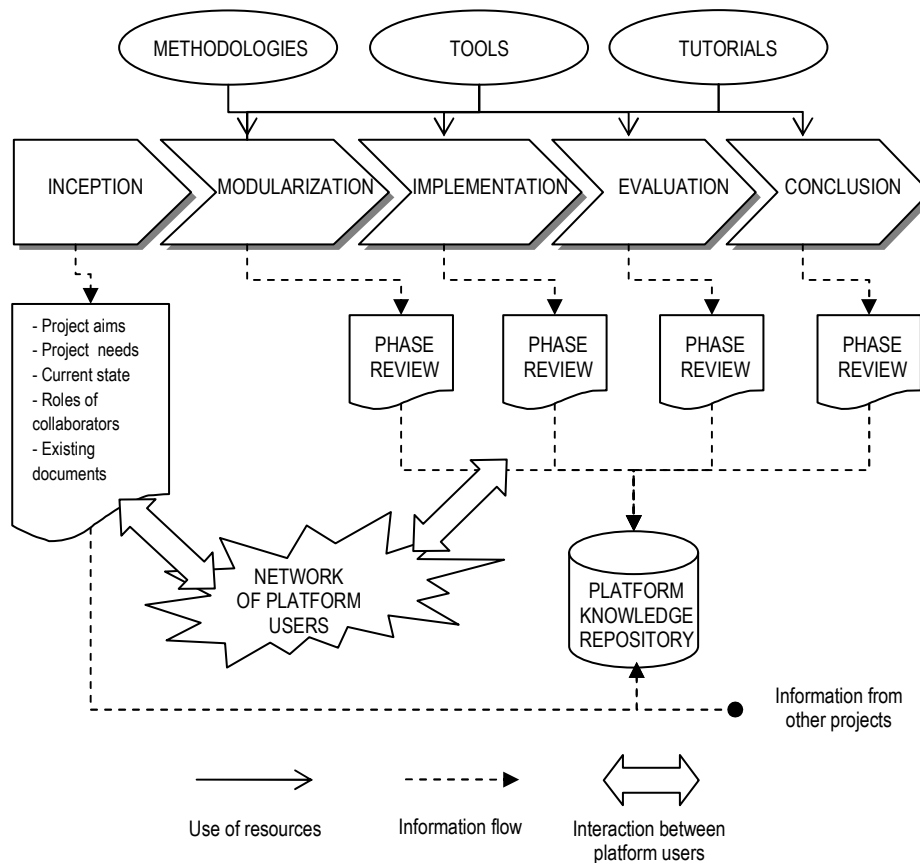 METHODOLOGIES
TOOLS
TUTORIALS
INCEPTION
MODULARIZATION
IMPLEMENTATION
EVALUATION
CONCLUSION
- Project aims
- Project needs
- Current state
- Roles of
collaborators
- Existing
documents
PHASE
REVIEW
PHASE
REVIEW
PHASE
REVIEW
PHASE
REVIEW
NETWORK
OF PLATFORM
USERS
PLATFORM
KNOWLEDGE
REPOSITORY
Information from
other projects
Use of resources
Information flow
Interaction between
platform users